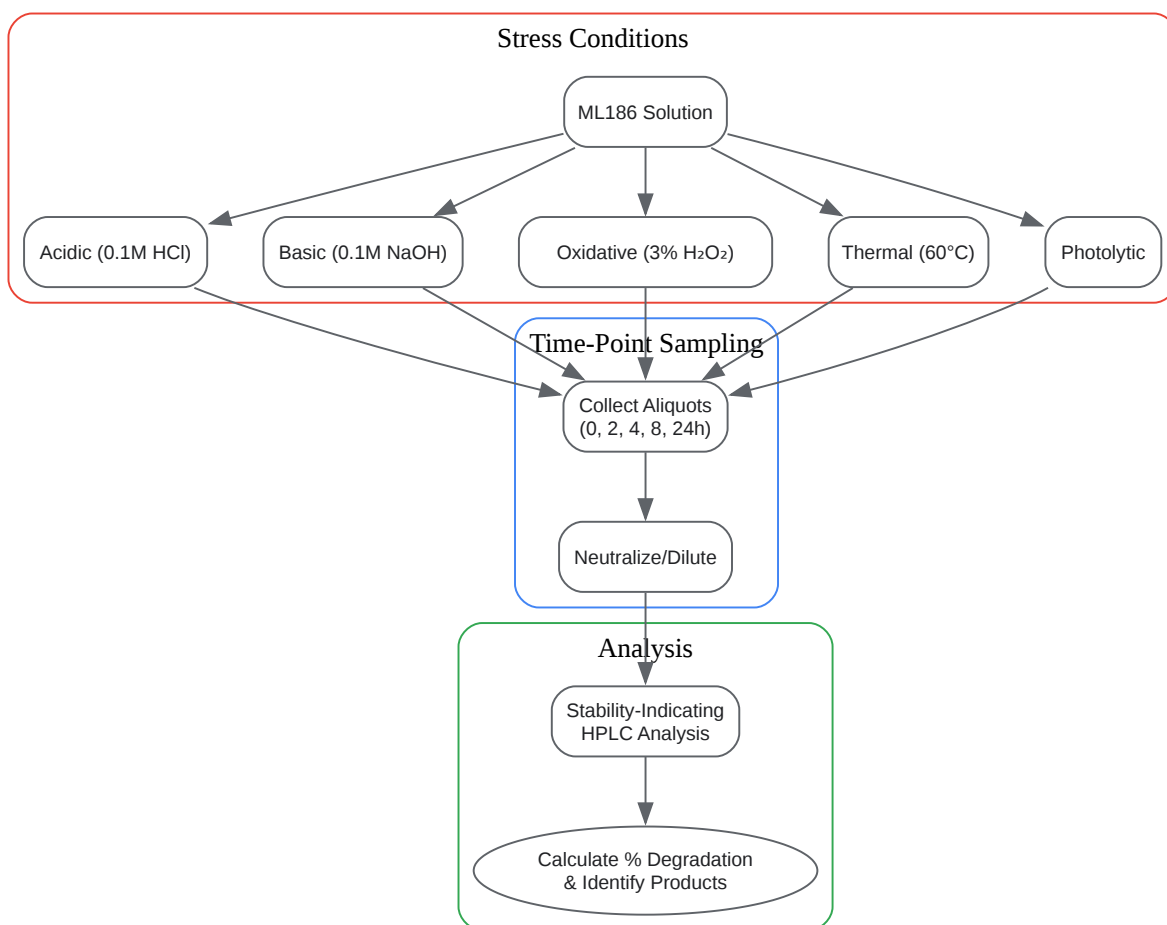 Stress Conditions
ML186 Solution
Acidic (0.1M HCl)
Basic (0.1M NaOH)
Oxidative (3% H₂O₂)
Thermal (60°C)
Photolytic
Time-Point Sampling
Collect Aliquots
(0, 2, 4, 8, 24h)
Neutralize/Dilute
Analysis
Stability-Indicating
HPLC Analysis
Calculate % Degradation
& Identify Products